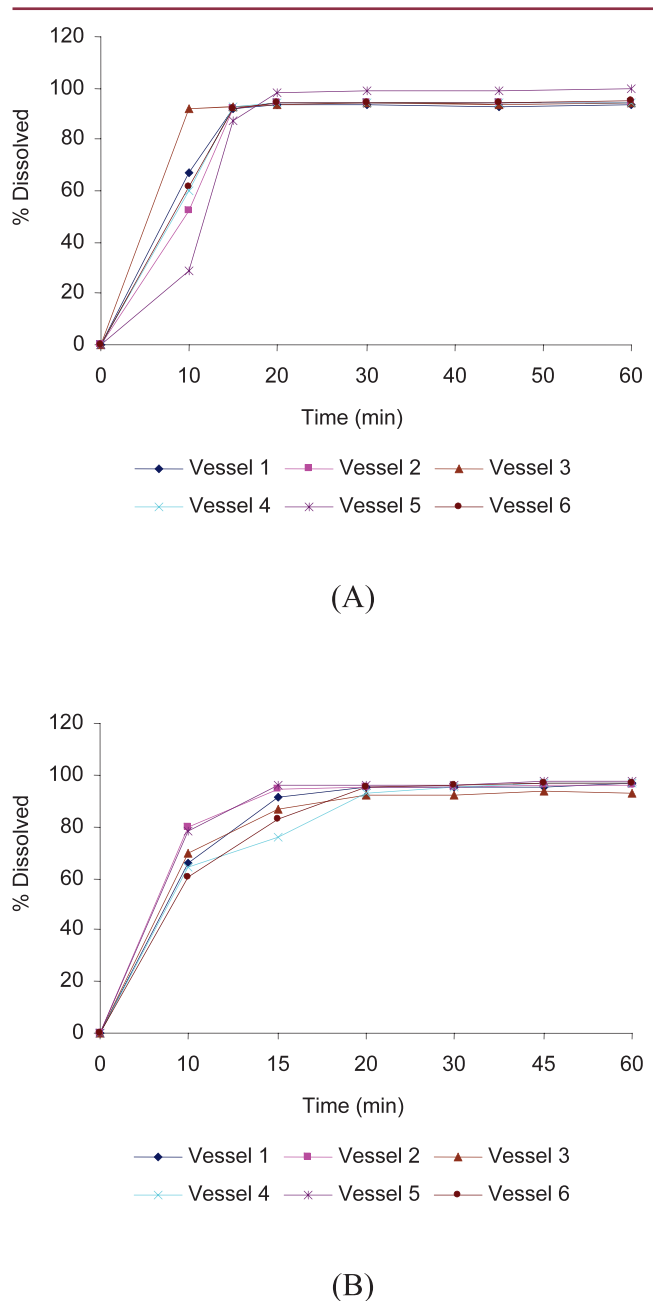 120
100
80
60
40
20
0
% Dissolved
0 10 20 30 40 50 60
Time (min)
Vessel 1 Vessel 2 Vessel 3
Vessel 4 Vessel 5 Vessel 6
(A)
120
100
80
60
40
20
0
% Dissolved
0 10 15 20 30 45 60
Time (min)
Vessel 1 Vessel 2 Vessel 3
Vessel 4 Vessel 5 Vessel 6
(B)